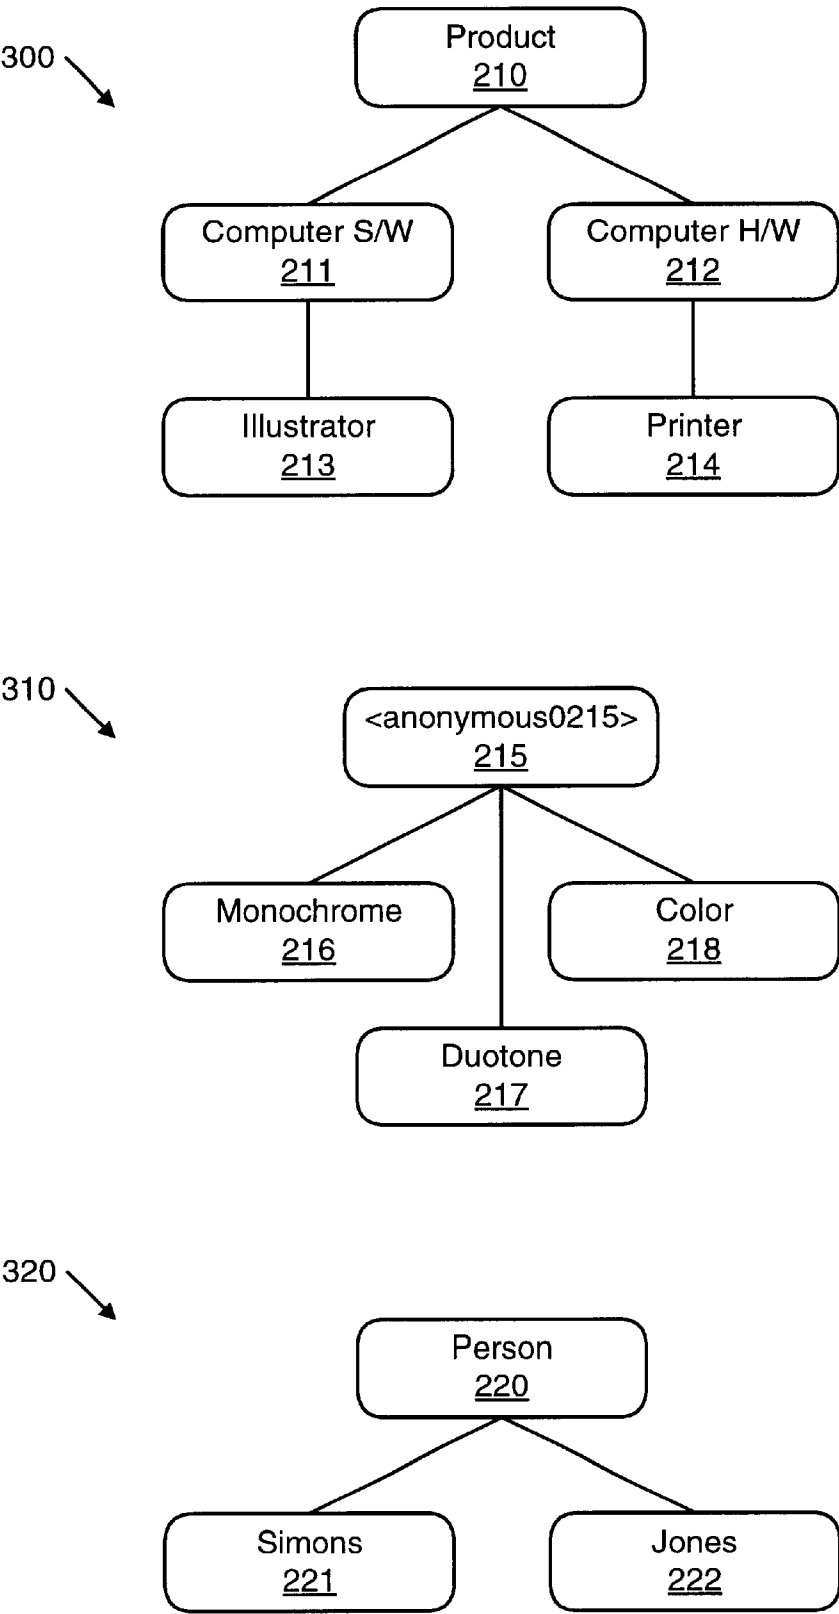 300
Product
210
Computer S/W
211
Computer H/W
212
Illustrator
213
Printer
214
310
<anonymous0215>
215
Monochrome
216
Color
218
Duotone
217
320
Person
220
Simons
221
Jones
222